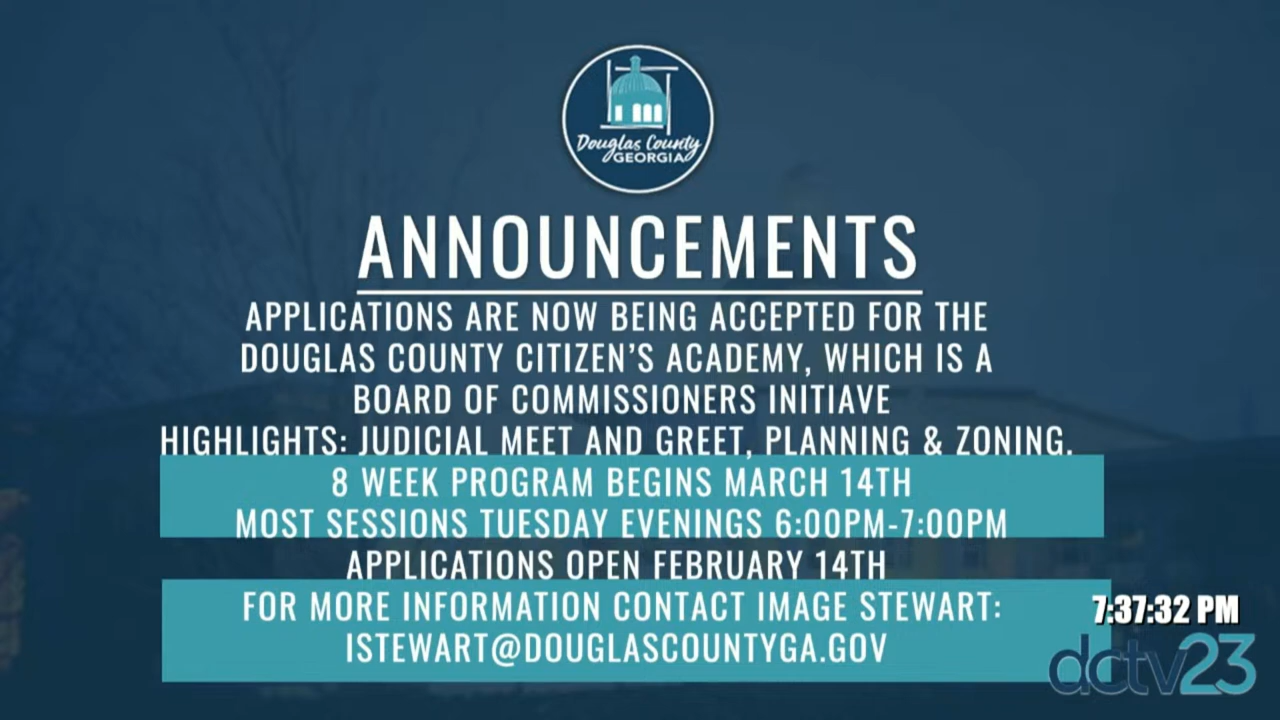 Douglas County
GEORGIA
ANNOUNCEMENTS
APPLICATIONS ARE NOW BEING ACCEPTED FOR THE
DOUGLAS COUNTY CITIZEN'S ACADEMY, WHICH IS A
BOARD OF COMMISSIONERS INITIAVE
HIGHLIGHTS: JUDICIAL MEET AND GREET, PLANNING & ZONING.
8 WEEK PROGRAM BEGINS MARCH 14TH
MOST SESSIONS TUESDAY EVENINGS 6:00PM-7:00PM
APPLICATIONS OPEN FEBRUARY 14TH
FOR MORE INFORMATION CONTACT IMAGE STEWART:
ISTEWART@DOUGLASCOUNTYGA.GOV
7:37:32 PM
dctv23